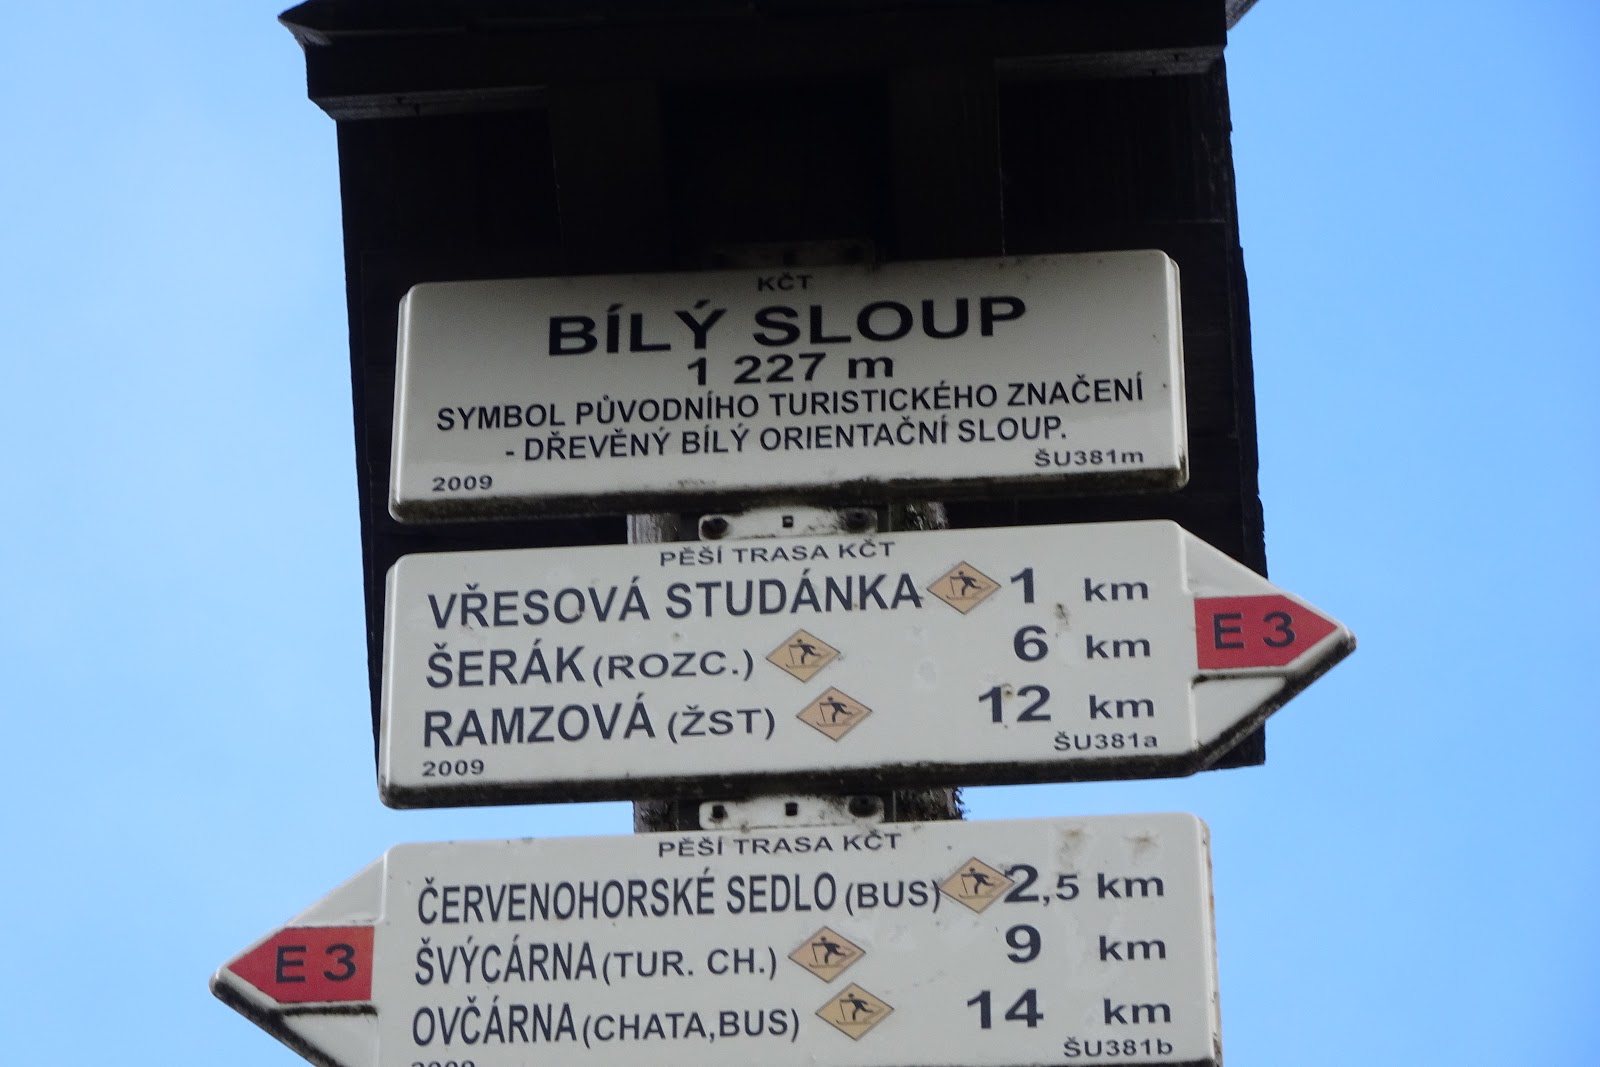 KČT
BÍLÝ SLOUP
1 227 m
SYMBOL PŮVODNÍHO TURISTICKÉHO ZNAČENÍ
- DŘEVĚNÝ BÍLÝ ORIENTAČNÍ SLOUP.
2009 ŠU381m
PĚŠÍ TRASA KČT
VŘESOVÁ STUDÁNKA 1 km
ŠERÁK (ROZC.) 6 km
E 3
RAMZOVÁ (ŽST) 12 km
2009 ŠU381a
PĚŠÍ TRASA KČT
ČERVENOHORSKÉ SEDLO (BUS) 2,5 km
E 3
ŠVÝCÁRNA (TUR. CH.) 9 km
OVČÁRNA (CHATA,BUS) 14 km
2009 ŠU381b